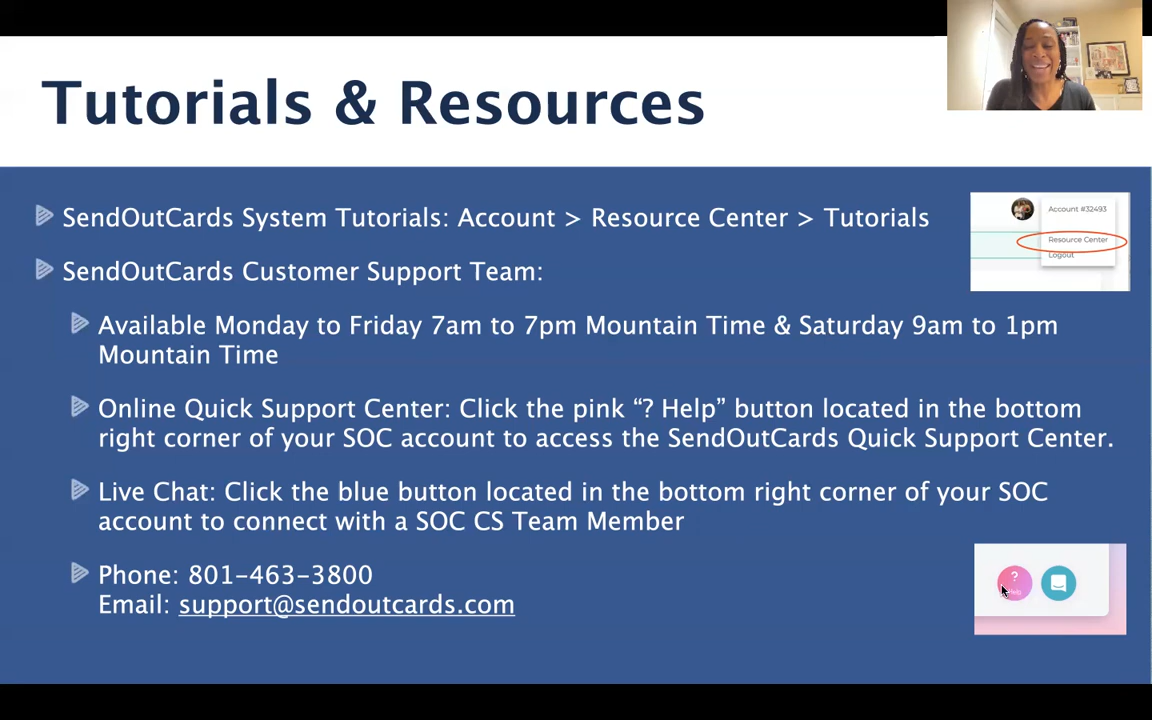 Tutorials & Resources
SendOutCards System Tutorials: Account > Resource Center > Tutorials
Account #32493
Resource Center
Logout
SendOutCards Customer Support Team:
Available Monday to Friday 7am to 7pm Mountain Time & Saturday 9am to 1pm
Mountain Time
Online Quick Support Center: Click the pink “? Help” button located in the bottom
right corner of your SOC account to access the SendOutCards Quick Support Center.
Live Chat: Click the blue button located in the bottom right corner of your SOC
account to connect with a SOC CS Team Member
Phone: 801-463-3800
Email: support@sendoutcards.com
?
Help